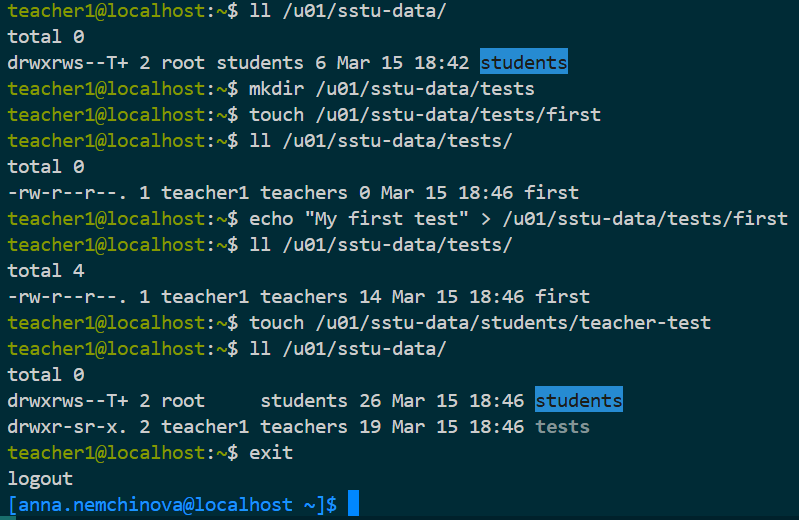 teacher1@localhost:~$ ll /u01/sstu-data/
total 0
drwxrws--T+ 2 root students 6 Mar 15 18:42 students
teacher1@localhost:~$ mkdir /u01/sstu-data/tests
teacher1@localhost:~$ touch /u01/sstu-data/tests/first
teacher1@localhost:~$ ll /u01/sstu-data/tests/
total 0
-rw-r--r--. 1 teacher1 teachers 0 Mar 15 18:46 first
teacher1@localhost:~$ echo "My first test" > /u01/sstu-data/tests/first
teacher1@localhost:~$ ll /u01/sstu-data/tests/
total 4
-rw-r--r--. 1 teacher1 teachers 14 Mar 15 18:46 first
teacher1@localhost:~$ touch /u01/sstu-data/students/teacher-test
teacher1@localhost:~$ ll /u01/sstu-data/
total 0
drwxrws--T+ 2 root     students 26 Mar 15 18:46 students
drwxr-sr-x. 2 teacher1 teachers 19 Mar 15 18:46 tests
teacher1@localhost:~$ exit
logout
[anna.nemchinova@localhost ~]$